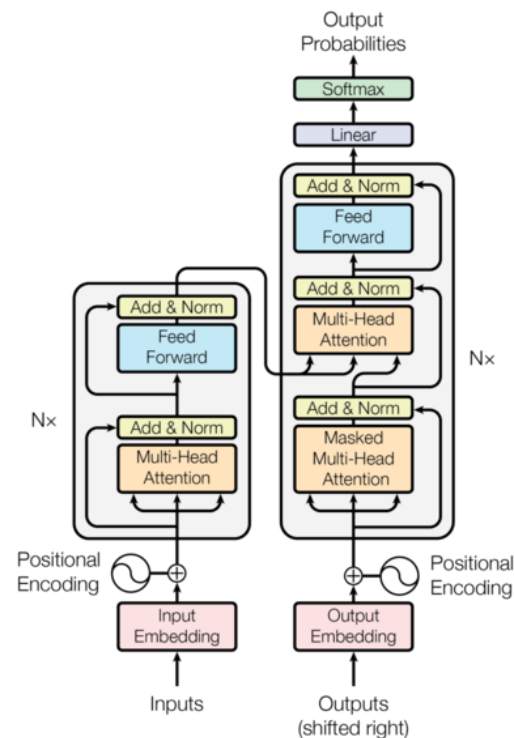 Output
Probabilities
Softmax
Linear
Add & Norm
Feed
Forward
Add & Norm
Multi-Head
Attention
Nx
Add & Norm
Masked
Multi-Head
Attention
Positional
Encoding
Output
Embedding
Outputs
(shifted right)
Add & Norm
Feed
Forward
Nx
Add & Norm
Multi-Head
Attention
Positional
Encoding
Input
Embedding
Inputs